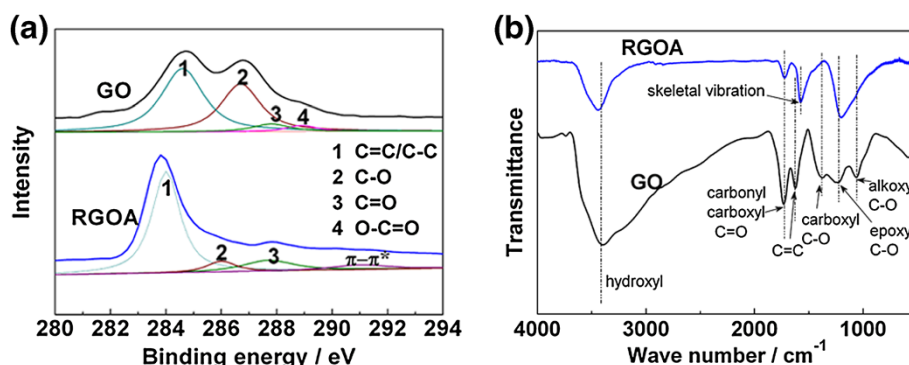 (a)
Intensity
GO
1
2
3
4
1 C=C/C-C
2 C-O
3 C=O
4 O-C=O
RGOA
1
2
3
π–π*
280 282 284 286 288 290 292 294
Binding energy / eV
(b)
Transmittance
RGOA
skeletal vibration
GO
carbonyl
carboxyl
C=O
C=C
carboxyl
C-O
alkoxy
C-O
epoxy
C-O
hydroxyl
4000 3000 2000 1000
Wave number / cm⁻¹